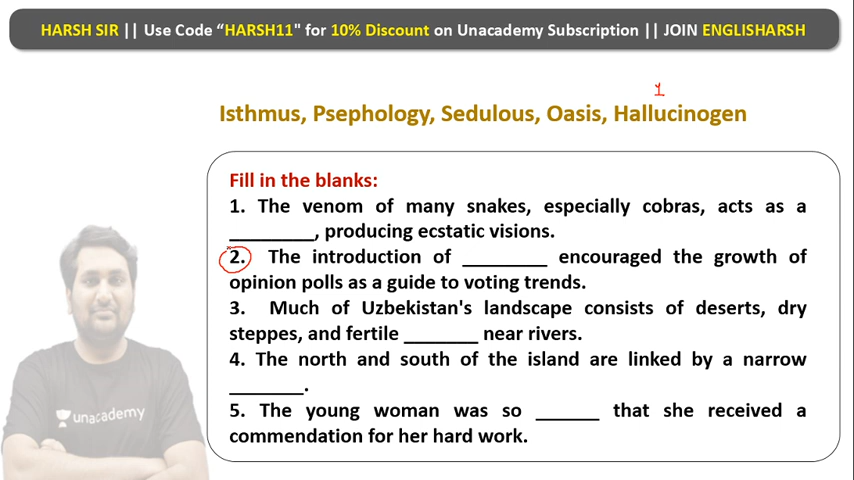 HARSH SIR || Use Code “HARSH11" for 10% Discount on Unacademy Subscription || JOIN ENGLISHARSH
1
Isthmus, Psephology, Sedulous, Oasis, Hallucinogen
Fill in the blanks:
1. The venom of many snakes, especially cobras, acts as a
________, producing ecstatic visions.
2. The introduction of ________ encouraged the growth of
opinion polls as a guide to voting trends.
3. Much of Uzbekistan's landscape consists of deserts, dry
steppes, and fertile _______ near rivers.
4. The north and south of the island are linked by a narrow
_______.
5. The young woman was so ______ that she received a
commendation for her hard work.
unacademy